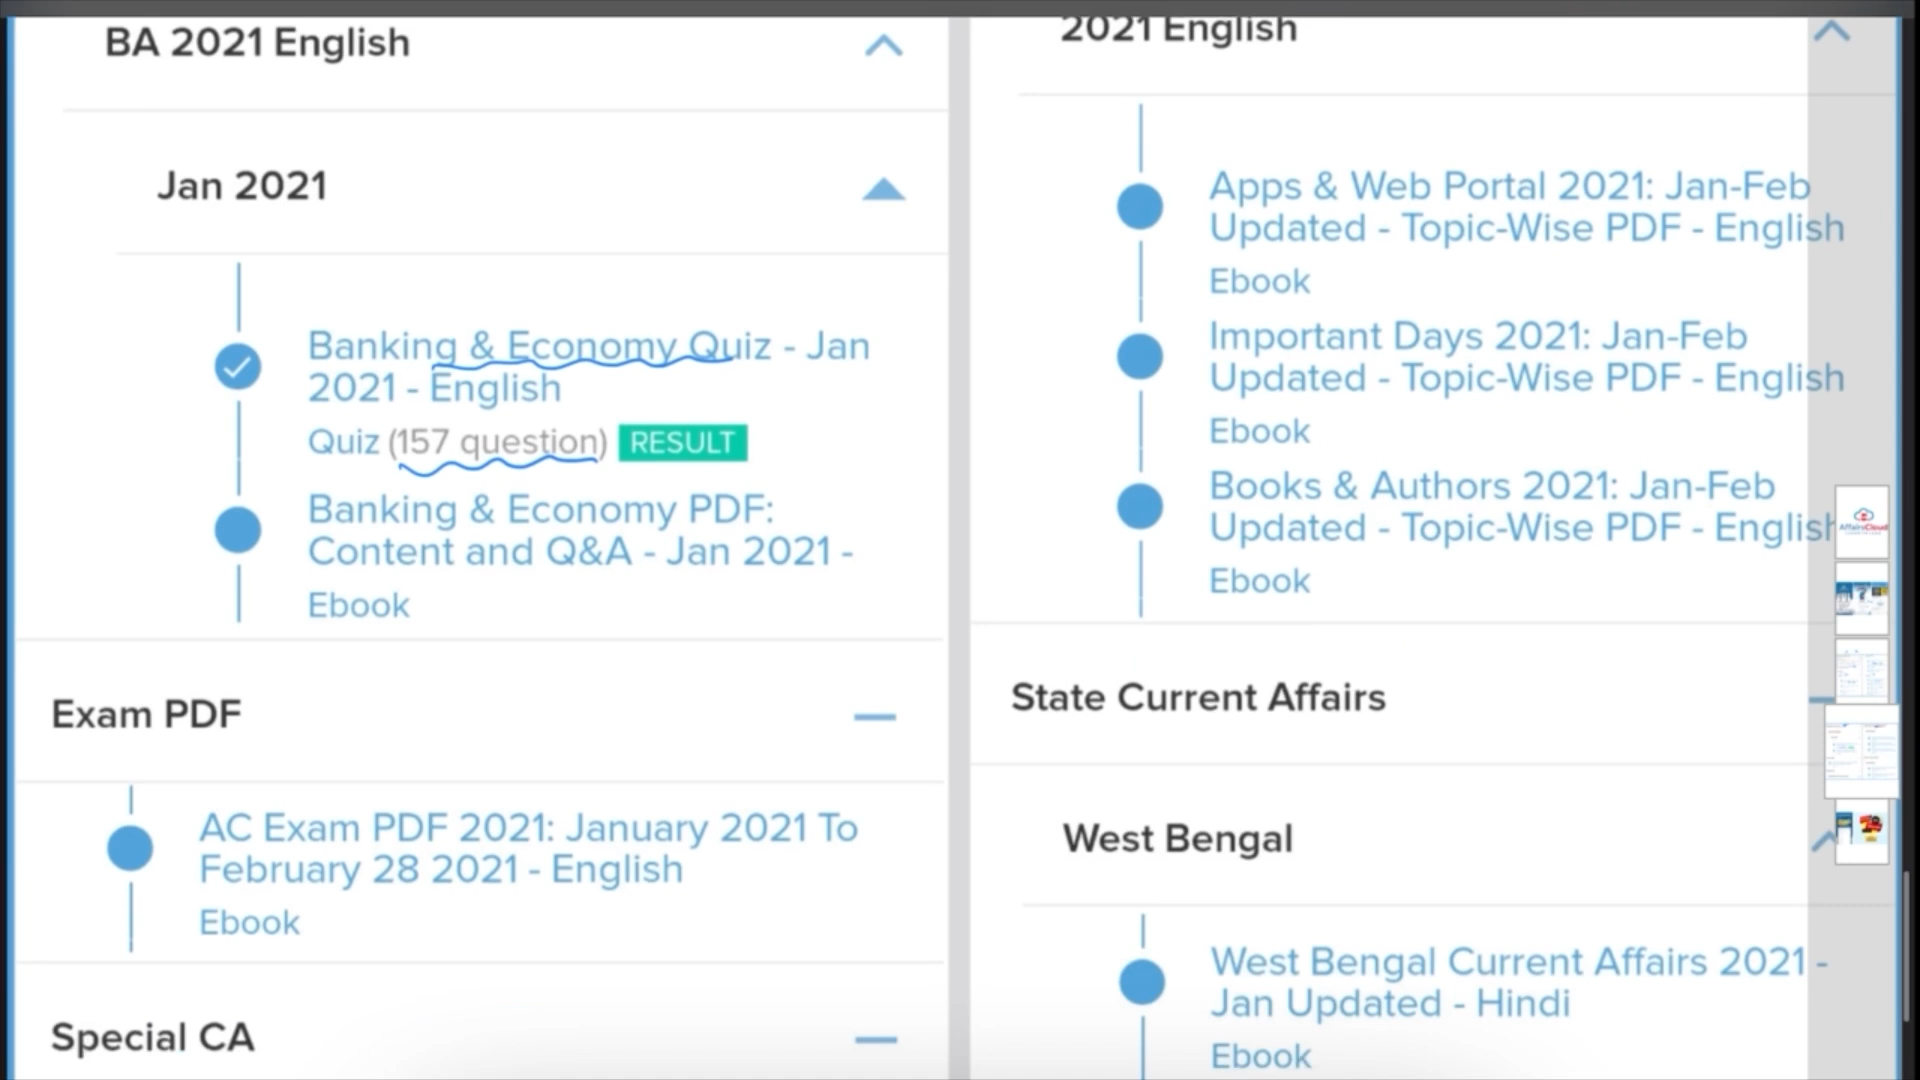 BA 2021 English
Jan 2021
Banking & Economy Quiz - Jan
2021 - English
Quiz (157 question) RESULT
Banking & Economy PDF:
Content and Q&A - Jan 2021 -
Ebook
Exam PDF
AC Exam PDF 2021: January 2021 To
February 28 2021 - English
Ebook
Special CA
2021 English
Apps & Web Portal 2021: Jan-Feb
Updated - Topic-Wise PDF - English
Ebook
Important Days 2021: Jan-Feb
Updated - Topic-Wise PDF - English
Ebook
Books & Authors 2021: Jan-Feb
Updated - Topic-Wise PDF - English
Ebook
State Current Affairs
West Bengal
West Bengal Current Affairs 2021 -
Jan Updated - Hindi
Ebook
AffairsCloud